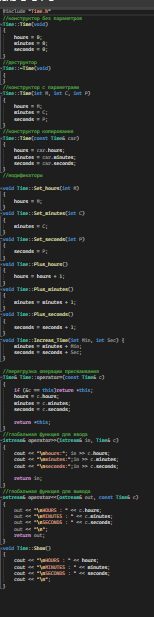 #include "Time.h"
//конструктор без параметров
Time::Time(void)
{
hours = 0;
minutes = 0;
seconds = 0;
}
//деструктор
Time::~Time(void)
{
}
//конструктор с параметрами
Time::Time(int M, int C, int P)
{
hours = M;
minutes = C;
seconds = P;
}
//конструктор копирования
Time::Time(const Time& car)
{
hours = car.hours;
minutes = car.minutes;
seconds = car.seconds;
}
//модификаторы
void Time::Set_hours(int M)
{
hours = M;
}
void Time::Set_minutes(int C)
{
minutes = C;
}
void Time::Set_seconds(int P)
{
seconds = P;
}
void Time::Plus_hours()
{
hours = hours + 1;
}
void Time::Plus_minutes()
{
minutes = minutes + 1;
}
void Time::Plus_seconds()
{
seconds = seconds + 1;
}
void Time::Increase_Time(int Min, int Sec) {
minutes = minutes + Min;
seconds = seconds + Sec;
}
//перегрузка операции присваивания
Time& Time::operator=(const Time& c)
{
if (&c == this)return *this;
hours = c.hours;
minutes = c.minutes;
seconds = c.seconds;
return *this;
}
//глобальная функция для ввода
istream& operator>>(istream& in, Time& c)
{
cout << "\nhours:"; in >> c.hours;
cout << "\nminutes:";in >> c.minutes;
cout << "\nseconds:";in >> c.seconds;
return in;
}
//глобальная функция для вывода
ostream& operator<<(ostream& out, const Time& c)
{
out << "\nHOURS : " << c.hours;
out << "\nMINUTES : " << c.minutes;
out << "\nSECONDS : " << c.seconds;
out << "\n";
return out;
}
void Time::Show()
{
cout << "\nHOURS : " << hours;
cout << "\nMINUTES : " << minutes;
cout << "\nSECONDS : " << seconds;
cout << "\n";
}